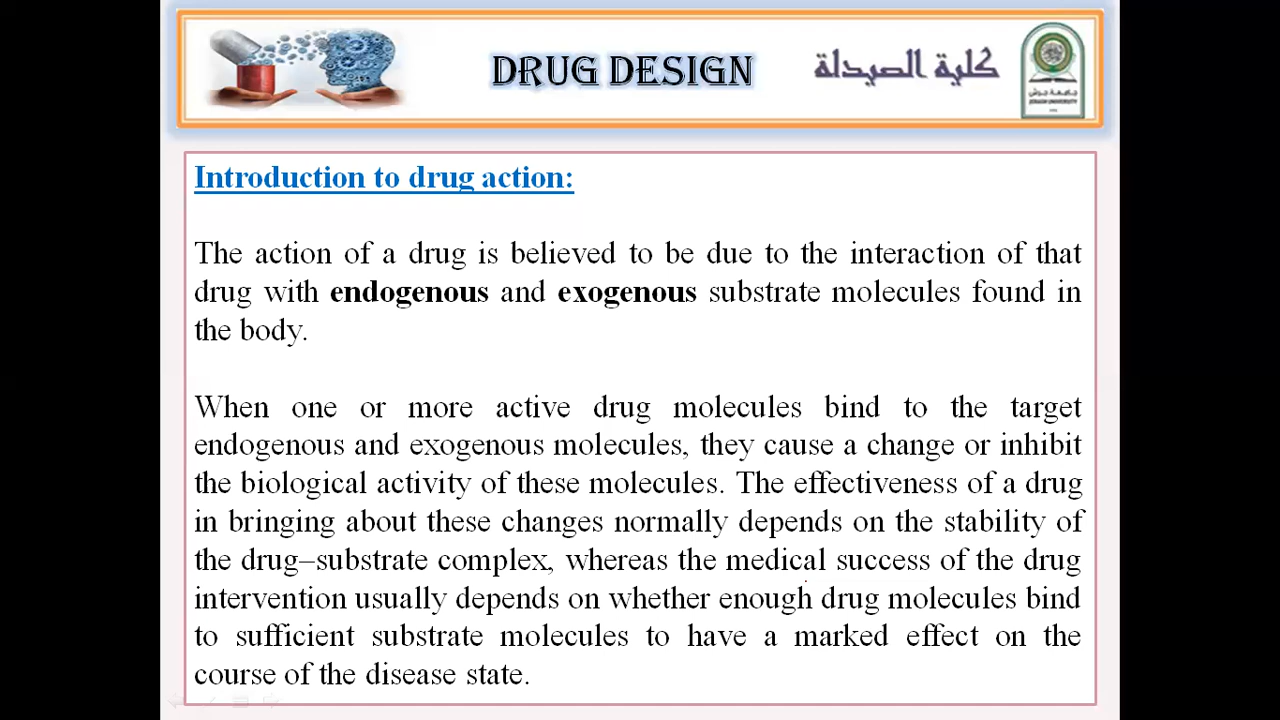 DRUG DESIGN
كلية الصيدلة
جامعة جرش
JERASH UNIVERSITY
Introduction to drug action:
The action of a drug is believed to be due to the interaction of that
drug with endogenous and exogenous substrate molecules found in
the body.
When one or more active drug molecules bind to the target
endogenous and exogenous molecules, they cause a change or inhibit
the biological activity of these molecules. The effectiveness of a drug
in bringing about these changes normally depends on the stability of
the drug–substrate complex, whereas the medical success of the drug
intervention usually depends on whether enough drug molecules bind
to sufficient substrate molecules to have a marked effect on the
course of the disease state.